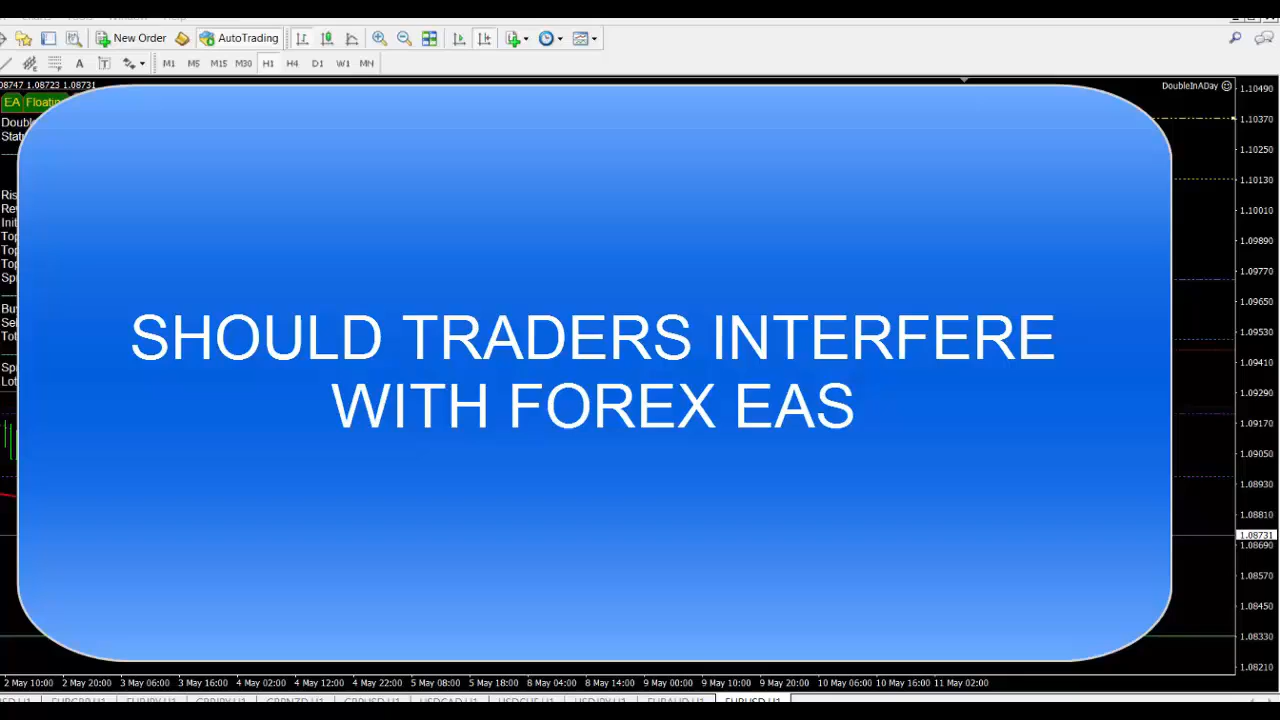 New Order AutoTrading
A T M1 M5 M15 M30 H1 H4 D1 W1 MN
08747 1.08723 1.08731
DoubleInADay
EA
SHOULD TRADERS INTERFERE
WITH FOREX EAS
1.10490
1.10370
1.10250
1.10130
1.10010
1.09890
1.09770
1.09650
1.09530
1.09410
1.09290
1.09170
1.09050
1.08930
1.08810
1.08731
1.08690
1.08570
1.08450
1.08330
1.08210
2 May 10:00 2 May 20:00 3 May 06:00 3 May 16:00 4 May 02:00 4 May 12:00 4 May 22:00 5 May 08:00 5 May 18:00 8 May 04:00 8 May 14:00 9 May 00:00 9 May 10:00 9 May 20:00 10 May 06:00 10 May 16:00 11 May 02:00